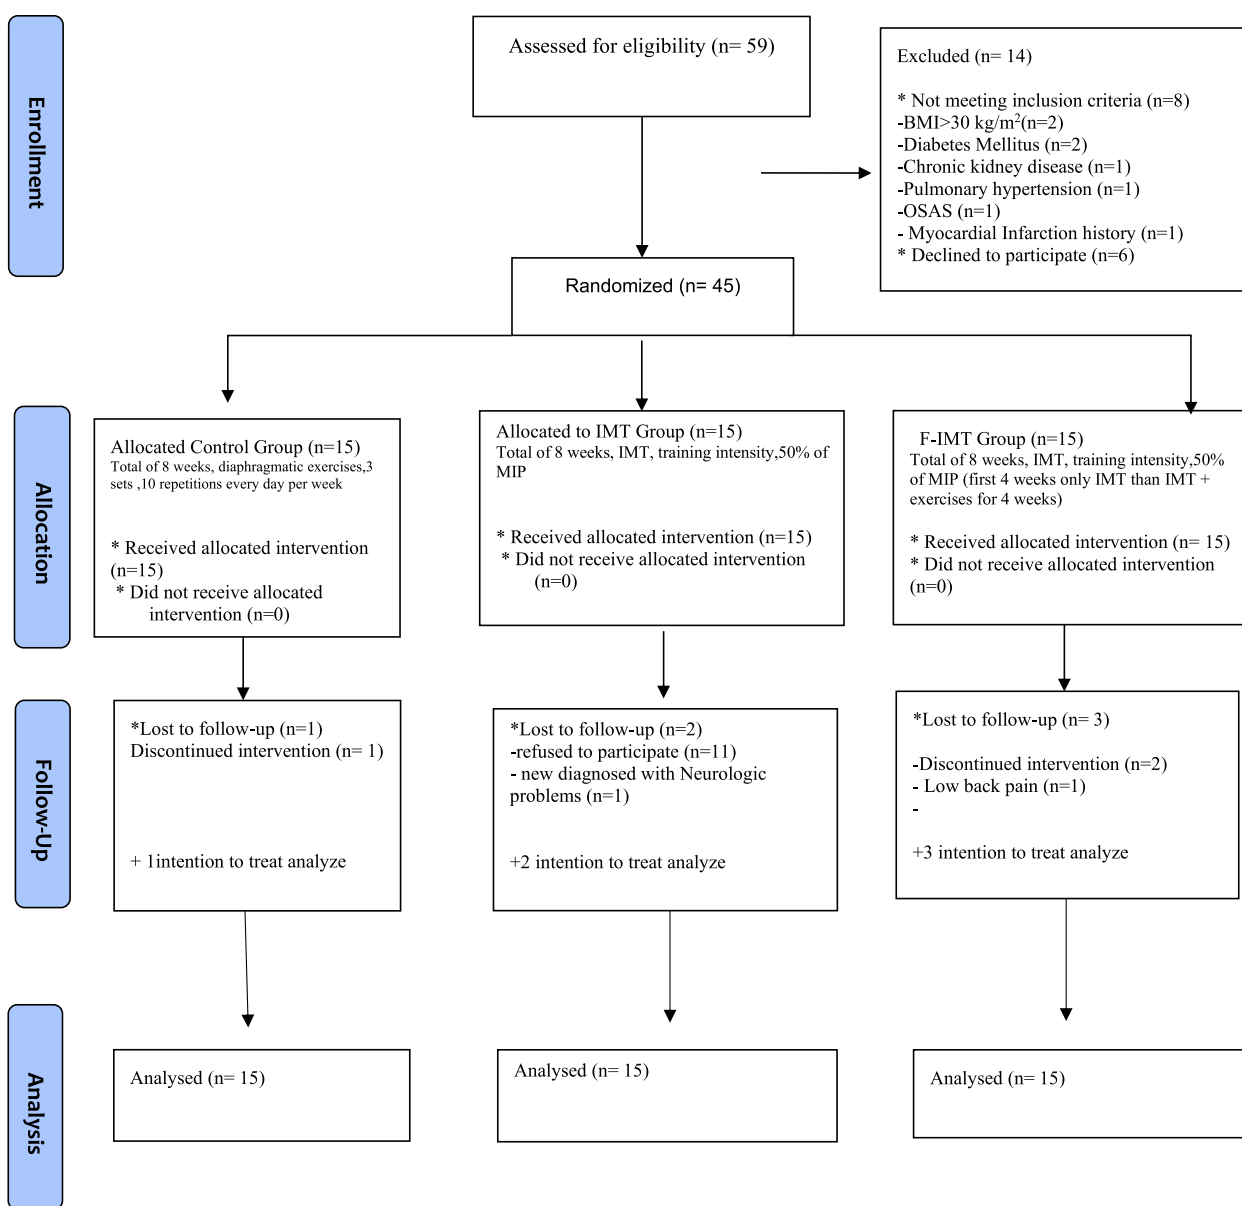 Enrollment
Assessed for eligibility (n= 59)
Excluded (n= 14)
* Not meeting inclusion criteria (n=8)
-BMI>30 kg/m²(n=2)
-Diabetes Mellitus (n=2)
-Chronic kidney disease (n=1)
-Pulmonary hypertension (n=1)
-OSAS (n=1)
- Myocardial Infarction history (n=1)
* Declined to participate (n=6)
Randomized (n= 45)
Allocation
Allocated Control Group (n=15)
Total of 8 weeks, diaphragmatic exercises,3
sets ,10 repetitions every day per week
* Received allocated intervention
(n=15)
* Did not receive allocated
intervention (n=0)
Allocated to IMT Group (n=15)
Total of 8 weeks, IMT, training intensity,50% of
MIP
* Received allocated intervention (n=15)
* Did not receive allocated intervention
(n=0)
F-IMT Group (n=15)
Total of 8 weeks, IMT, training intensity,50%
of MIP (first 4 weeks only IMT than IMT +
exercises for 4 weeks)
* Received allocated intervention (n= 15)
* Did not receive allocated intervention
(n=0)
Follow-Up
*Lost to follow-up (n=1)
Discontinued intervention (n= 1)
+ 1intention to treat analyze
*Lost to follow-up (n=2)
-refused to participate (n=11)
- new diagnosed with Neurologic
problems (n=1)
+2 intention to treat analyze
*Lost to follow-up (n= 3)
-Discontinued intervention (n=2)
- Low back pain (n=1)
-
+3 intention to treat analyze
Analysis
Analysed (n= 15)
Analysed (n= 15)
Analysed (n= 15)